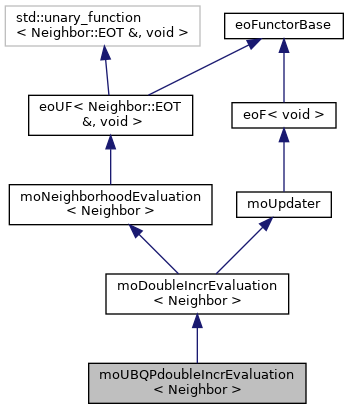 std::unary_function
< Neighbor::EOT &, void >
eoFunctorBase
eoUF< Neighbor::EOT
&, void >
eoF< void >
moNeighborhoodEvaluation
< Neighbor >
moUpdater
moDoubleIncrEvaluation
< Neighbor >
moUBQPdoubleIncrEvaluation
< Neighbor >